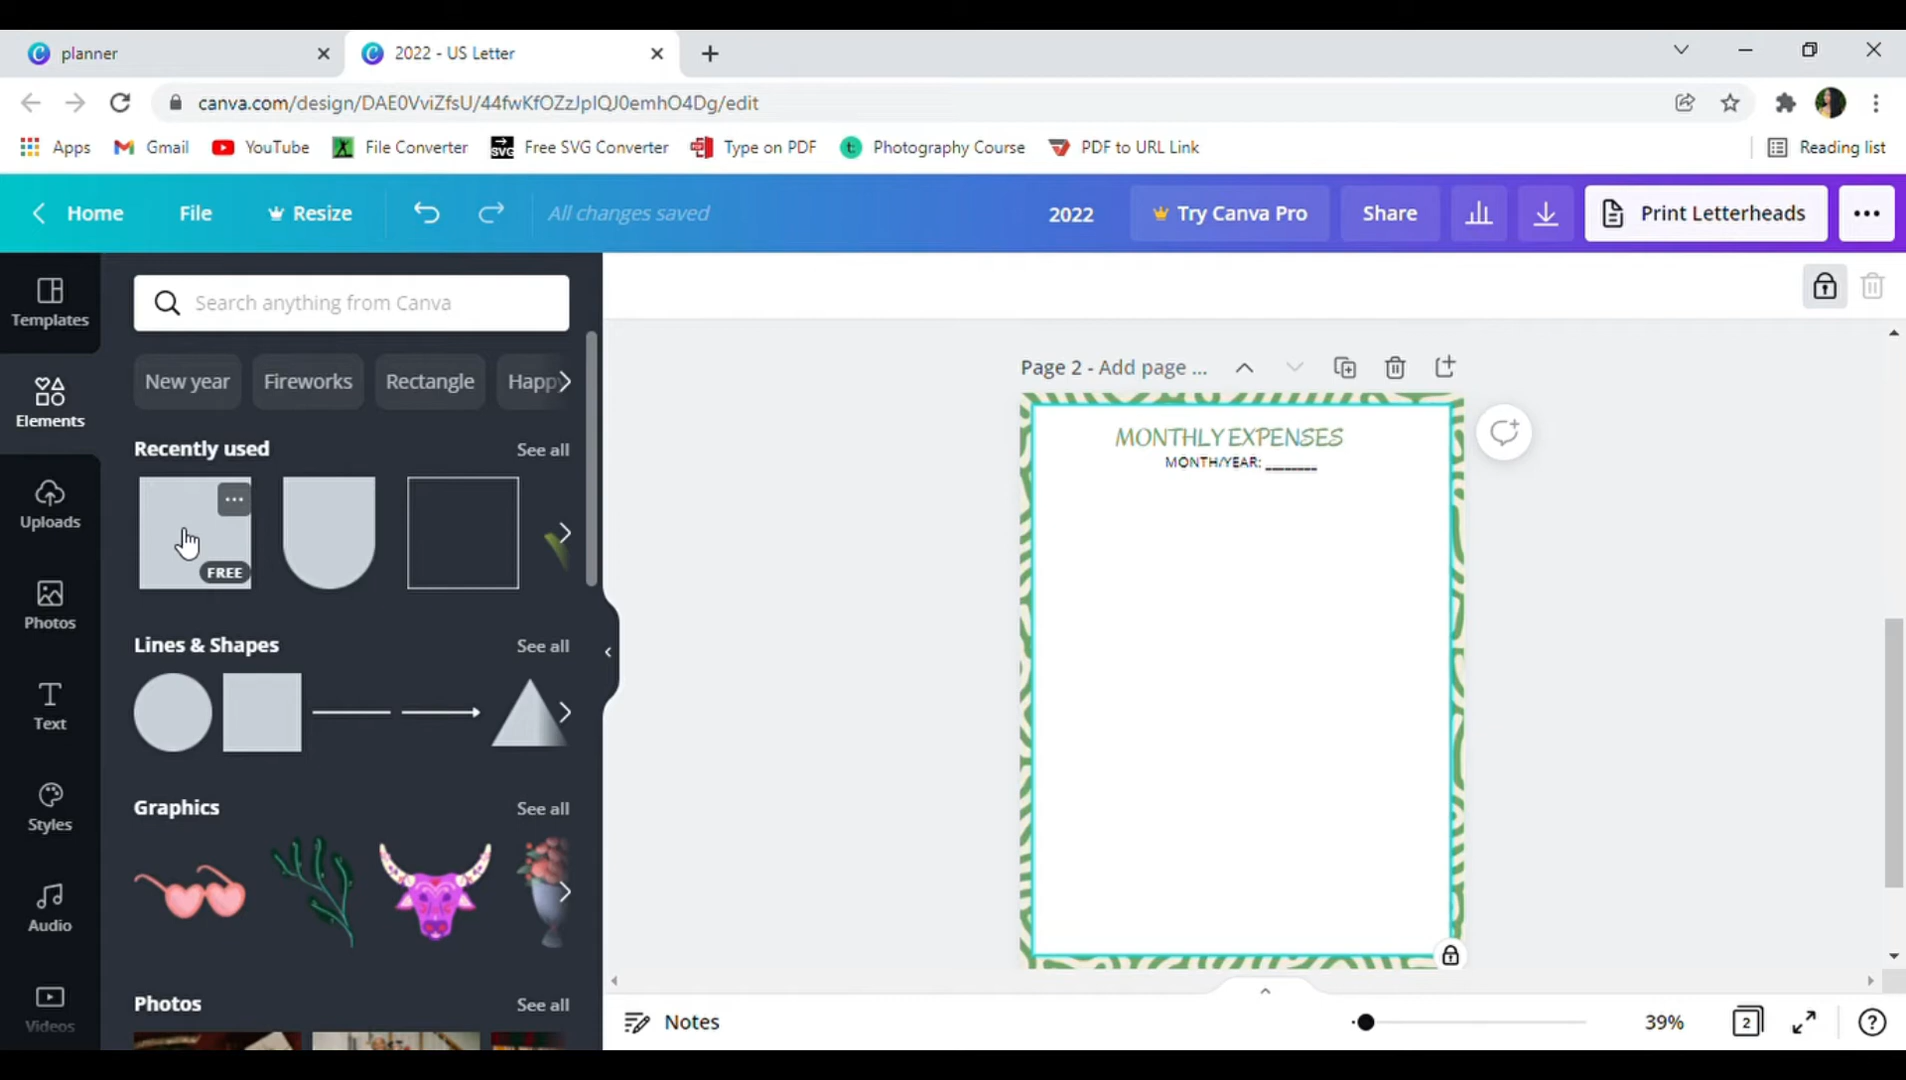 planner
2022 - US Letter
canva.com/design/DAE0VviZfsU/44fwKfOZzJpIQJ0emhO4Dg/edit
Apps
Gmail
YouTube
File Converter
Free SVG Converter
Type on PDF
Photography Course
PDF to URL Link
Reading list
Home
File
Resize
All changes saved
2022
Try Canva Pro
Share
Print Letterheads
Templates
Elements
Uploads
Photos
Text
Styles
Audio
Videos
Search anything from Canva
New year
Fireworks
Rectangle
Happy
Recently used
See all
FREE
Lines & Shapes
See all
Graphics
See all
Photos
See all
Page 2 - Add page ...
MONTHLY EXPENSES
MONTH/YEAR: ________
Notes
39%
2